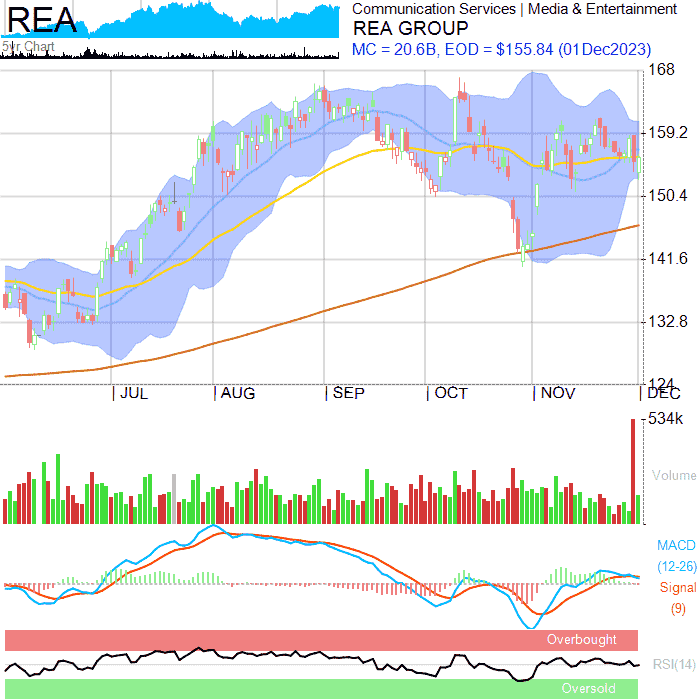 REA
5yr Chart
Communication Services | Media & Entertainment
REA GROUP
MC = 20.6B, EOD = $155.84 (01Dec2023)
168
159.2
150.4
141.6
132.8
124
JUL AUG SEP OCT NOV DEC
534k
Volume
MACD
(12-26)
Signal
(9)
Overbought
RSI(14)
Oversold